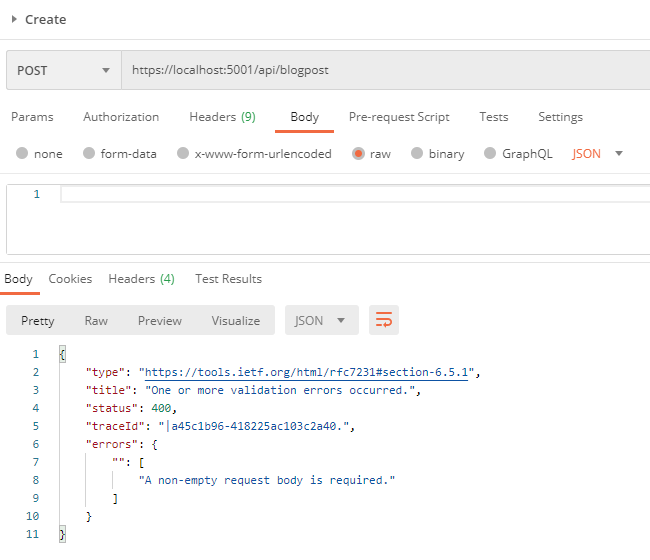 Create
POST https://localhost:5001/api/blogpost
Params Authorization Headers (9) Body Pre-request Script Tests Settings
none form-data x-www-form-urlencoded raw binary GraphQL JSON
1
Body Cookies Headers (4) Test Results
Pretty Raw Preview Visualize JSON
1 {
2 "type": "https://tools.ietf.org/html/rfc7231#section-6.5.1",
3 "title": "One or more validation errors occurred.",
4 "status": 400,
5 "traceId": "|a45c1b96-418225ac103c2a40.",
6 "errors": {
7 "": [
8 "A non-empty request body is required."
9 ]
10 }
11 }